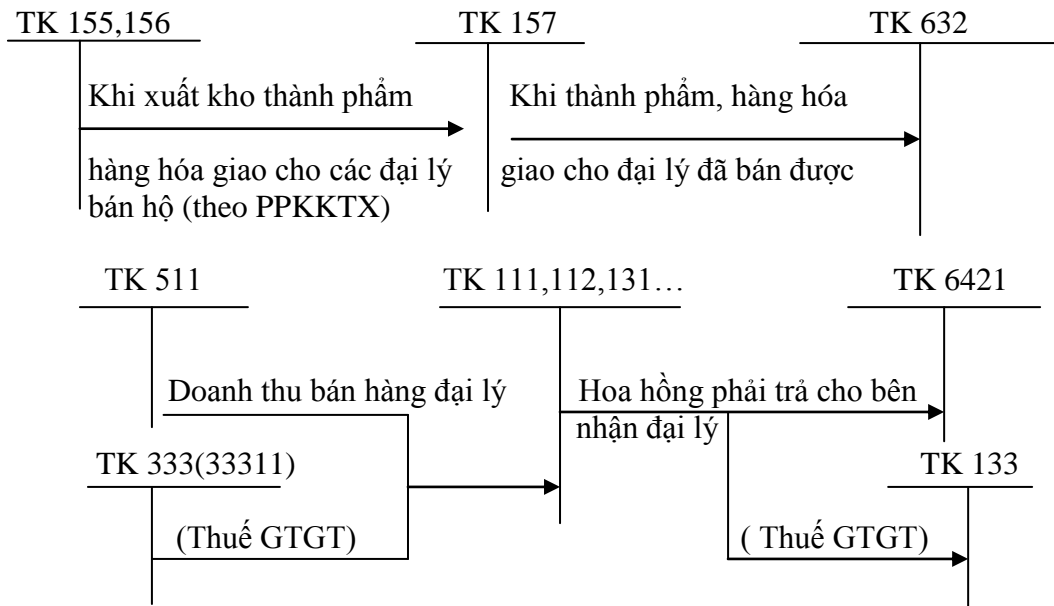 TK 155,156
TK 157
TK 632
Khi xuất kho thành phẩm
hàng hóa giao cho các đại lý
bán hộ (theo PPKKTX)
Khi thành phẩm, hàng hóa
giao cho đại lý đã bán được
TK 511
TK 111,112,131…
TK 6421
Doanh thu bán hàng đại lý
Hoa hồng phải trả cho bên
nhận đại lý
TK 333(33311)
TK 133
(Thuế GTGT)
( Thuế GTGT)